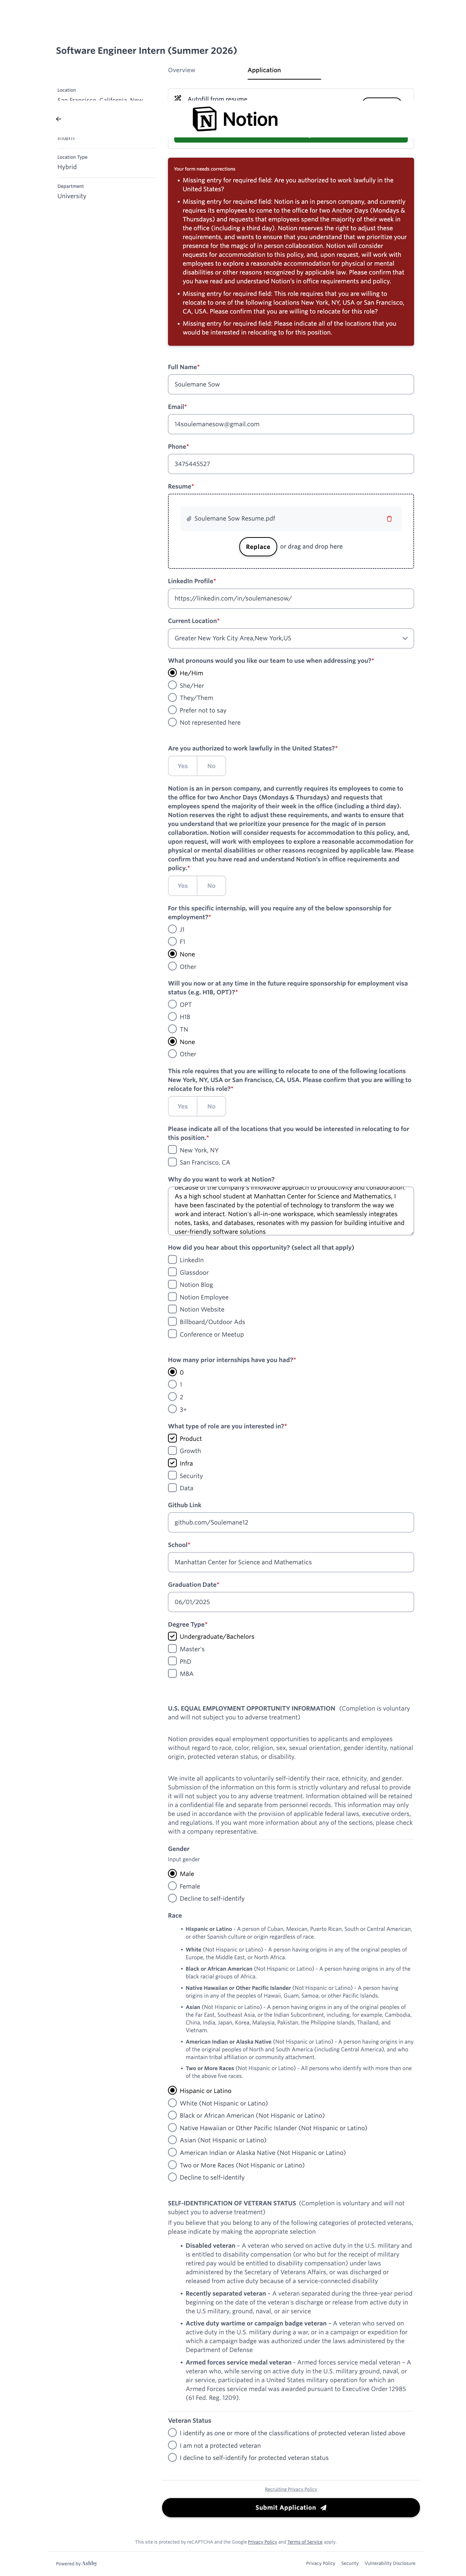 Software Engineer Intern (Summer 2026)
Overview
Application
Location
San Francisco, California, New
Autofill from resume
Notion
Intern
Location Type
Hybrid
Department
University
Your form needs corrections
• Missing entry for required field: Are you authorized to work lawfully in the
United States?
• Missing entry for required field: Notion is an in person company, and currently
requires its employees to come to the office for two Anchor Days (Mondays &
Thursdays) and requests that employees spend the majority of their week in
the office (including a third day). Notion reserves the right to adjust these
requirements, and wants to ensure that you understand that we prioritize your
presence for the magic of in person collaboration. Notion will consider
requests for accommodation to this policy, and, upon request, will work with
employees to explore a reasonable accommodation for physical or mental
disabilities or other reasons recognized by applicable law. Please confirm that
you have read and understand Notion's in office requirements and policy.
• Missing entry for required field: This role requires that you are willing to
relocate to one of the following locations New York, NY, USA or San Francisco,
CA, USA. Please confirm that you are willing to relocate for this role?
• Missing entry for required field: Please indicate all of the locations that you
would be interested in relocating to for this position.
Full Name*
Soulemane Sow
Email*
14soulemanesow@gmail.com
Phone*
3475445527
Resume*
Soulemane Sow Resume.pdf
Replace or drag and drop here
LinkedIn Profile*
https://linkedin.com/in/soulemanesow/
Current Location*
Greater New York City Area,New York,US
What pronouns would you like our team to use when addressing you?*
He/Him
She/Her
They/Them
Prefer not to say
Not represented here
Are you authorized to work lawfully in the United States?*
Yes No
Notion is an in person company, and currently requires its employees to come to
the office for two Anchor Days (Mondays & Thursdays) and requests that
employees spend the majority of their week in the office (including a third day).
Notion reserves the right to adjust these requirements, and wants to ensure that
you understand that we prioritize your presence for the magic of in person
collaboration. Notion will consider requests for accommodation to this policy, and,
upon request, will work with employees to explore a reasonable accommodation for
physical or mental disabilities or other reasons recognized by applicable law. Please
confirm that you have read and understand Notion's in office requirements and
policy.*
Yes No
For this specific internship, will you require any of the below sponsorship for
employment?*
J1
F1
None
Other
Will you now or at any time in the future require sponsorship for employment visa
status (e.g. H1B, OPT)?*
OPT
H1B
TN
None
Other
This role requires that you are willing to relocate to one of the following locations
New York, NY, USA or San Francisco, CA, USA. Please confirm that you are willing to
relocate for this role?*
Yes No
Please indicate all of the locations that you would be interested in relocating to for
this position.*
New York, NY
San Francisco, CA
Why do you want to work at Notion?
because of the company's innovative approach to productivity and collaboration.
As a high school student at Manhattan Center for Science and Mathematics, I
have been fascinated by the potential of technology to transform the way we
work and interact. Notion's all-in-one workspace, which seamlessly integrates
notes, tasks, and databases, resonates with my passion for building intuitive and
user-friendly software solutions
How did you hear about this opportunity? (select all that apply)
LinkedIn
Glassdoor
Notion Blog
Notion Employee
Notion Website
Billboard/Outdoor Ads
Conference or Meetup
How many prior internships have you had?*
0
1
2
3+
What type of role are you interested in?*
Product
Growth
Infra
Security
Data
Github Link
github.com/Soulemane12
School*
Manhattan Center for Science and Mathematics
Graduation Date*
06/01/2025
Degree Type*
Undergraduate/Bachelors
Master's
PhD
MBA
U.S. EQUAL EMPLOYMENT OPPORTUNITY INFORMATION (Completion is voluntary
and will not subject you to adverse treatment)
Notion provides equal employment opportunities to applicants and employees
without regard to race, color, religion, sex, sexual orientation, gender identity, national
origin, protected veteran status, or disability.
We invite all applicants to voluntarily self-identify their race, ethnicity, and gender.
Submission of the information on this form is strictly voluntary and refusal to provide
it will not subject you to any adverse treatment. Information obtained will be retained
in a confidential and separate from personnel records. This information may only
be used in accordance with the provision of applicable federal laws, executive orders,
and regulations. If you want more information about any of the sections, please check
with a company representative.
Gender
Input gender
Male
Female
Decline to self-identify
Race
• Hispanic or Latino - A person of Cuban, Mexican, Puerto Rican, South or Central American,
or other Spanish culture or origin regardless of race.
• White (Not Hispanic or Latino) - A person having origins in any of the original peoples of
Europe, the Middle East, or North Africa.
• Black or African American (Not Hispanic or Latino) - A person having origins in any of the
black racial groups of Africa.
• Native Hawaiian or Other Pacific Islander (Not Hispanic or Latino) - A person having
origins in any of the peoples of Hawaii, Guam, Samoa, or other Pacific Islands.
• Asian (Not Hispanic or Latino) - A person having origins in any of the original peoples of
the Far East, Southeast Asia, or the Indian Subcontinent, including, for example, Cambodia,
China, India, Japan, Korea, Malaysia, Pakistan, the Philippine Islands, Thailand, and
Vietnam.
• American Indian or Alaska Native (Not Hispanic or Latino) - A person having origins in any
of the original peoples of North and South America (including Central America), and who
maintain tribal affiliation or community attachment.
• Two or More Races (Not Hispanic or Latino) - All persons who identify with more than one
of the above five races.
Hispanic or Latino
White (Not Hispanic or Latino)
Black or African American (Not Hispanic or Latino)
Native Hawaiian or Other Pacific Islander (Not Hispanic or Latino)
Asian (Not Hispanic or Latino)
American Indian or Alaska Native (Not Hispanic or Latino)
Two or More Races (Not Hispanic or Latino)
Decline to self-identify
SELF-IDENTIFICATION OF VETERAN STATUS (Completion is voluntary and will not
subject you to adverse treatment)
If you believe that you belong to any of the following categories of protected veterans,
please indicate by making the appropriate selection
• Disabled veteran – A veteran who served on active duty in the U.S. military and
is entitled to disability compensation (or who but for the receipt of military
retired pay would be entitled to disability compensation) under laws
administered by the Secretary of Veterans Affairs, or was discharged or
released from active duty because of a service-connected disability
• Recently separated veteran – A veteran separated during the three-year period
beginning on the date of the veteran's discharge or release from active duty in
the U.S military, ground, naval, or air service
• Active duty wartime or campaign badge veteran – A veteran who served on
active duty in the U.S. military during a war, or in a campaign or expedition for
which a campaign badge was authorized under the laws administered by the
Department of Defense
• Armed forces service medal veteran - Armed forces service medal veteran – A
veteran who, while serving on active duty in the U.S. military ground, naval, or
air service, participated in a United States military operation for which an
Armed Forces service medal was awarded pursuant to Executive Order 12985
(61 Fed. Reg. 1209).
Veteran Status
I identify as one or more of the classifications of protected veteran listed above
I am not a protected veteran
I decline to self-identify for protected veteran status
Recruiting Privacy Policy
Submit Application
This site is protected by reCAPTCHA and the Google Privacy Policy and Terms of Service apply.
Powered by Ashby
Privacy Policy Security Vulnerability Disclosure